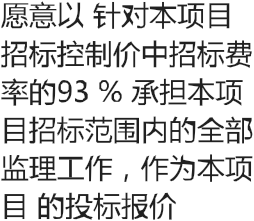 愿意以 针对本项目
招标控制价中招标费
率的93 % 承担本项
目招标范围内的全部
监理工作，作为本项
目 的投标报价